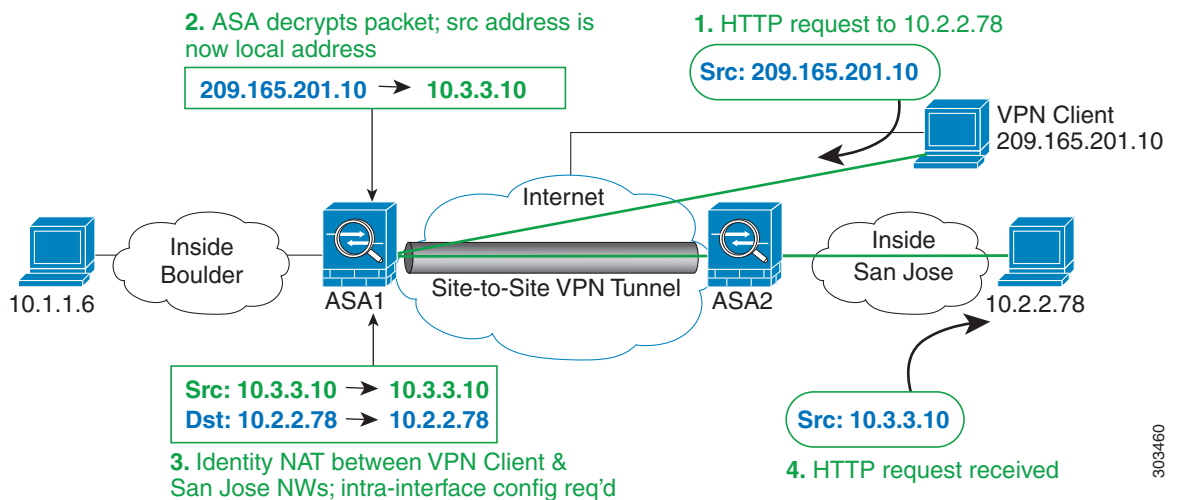 2. ASA decrypts packet; src address is
now local address
209.165.201.10 → 10.3.3.10
1. HTTP request to 10.2.2.78
Src: 209.165.201.10
VPN Client
209.165.201.10
Internet
Inside
Boulder
10.1.1.6
ASA1
Site-to-Site VPN Tunnel
ASA2
Inside
San Jose
10.2.2.78
Src: 10.3.3.10 → 10.3.3.10
Dst: 10.2.2.78 → 10.2.2.78
3. Identity NAT between VPN Client &
San Jose NWs; intra-interface config req'd
Src: 10.3.3.10
4. HTTP request received
303460